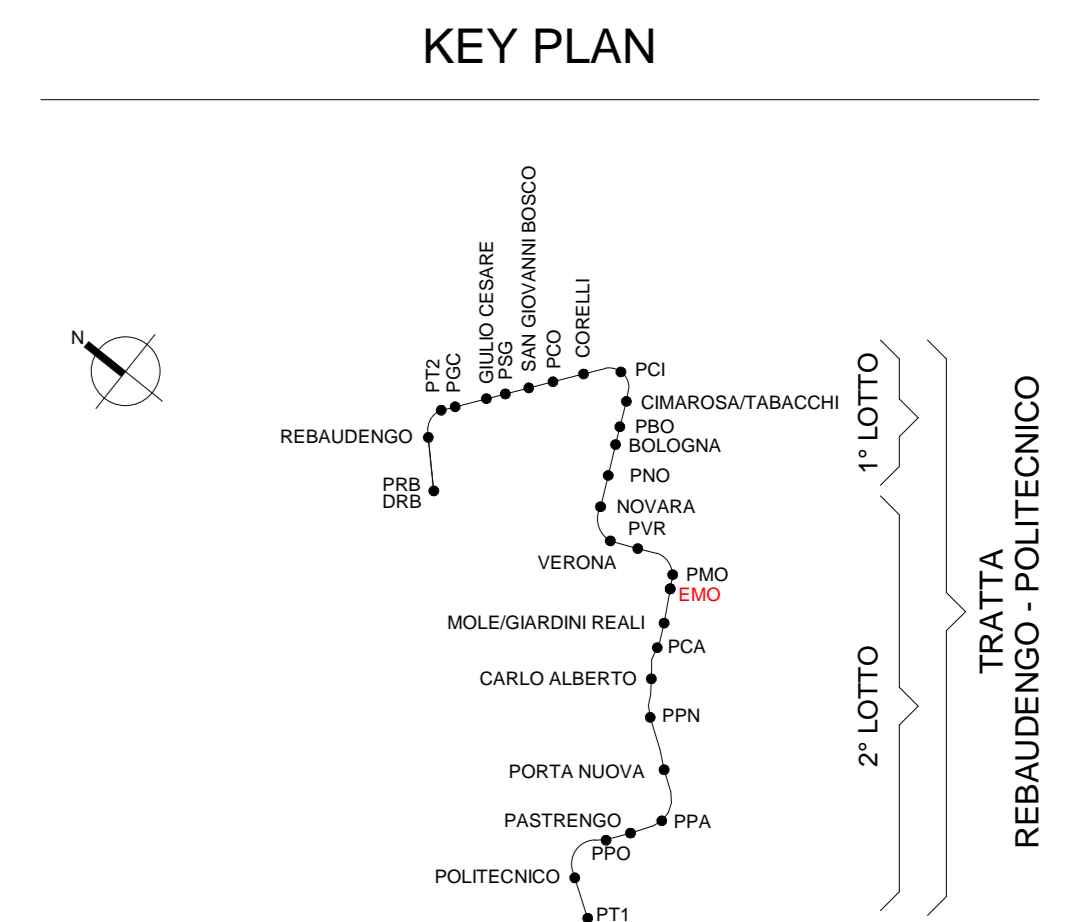 KEY PLAN
N
REBAUDENGO
PRB
DRB
PT2
PGC
GIULIO CESARE
PSG
SAN GIOVANNI BOSCO
PCO
CORELLI
PCI
CIMAROSA/TABACCHI
PBO
BOLOGNA
PNO
NOVARA
PVR
VERONA
PMO
EMO
MOLE/GIARDINI REALI
PCA
CARLO ALBERTO
PPN
PORTA NUOVA
PASTRENGO
PPA
PPO
POLITECNICO
PT1
1° LOTTO
2° LOTTO
TRATTA
REBAUDENGO - POLITECNICO